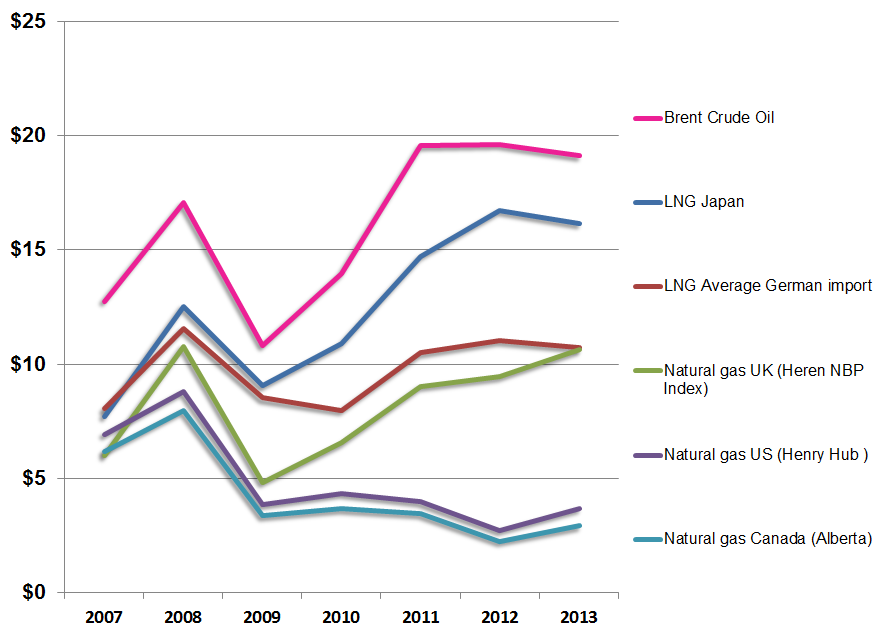 $25
$20
$15
$10
$5
$0
2007 2008 2009 2010 2011 2012 2013
Brent Crude Oil
LNG Japan
LNG Average German import
Natural gas UK (Heren NBP
Index)
Natural gas US (Henry Hub )
Natural gas Canada (Alberta)